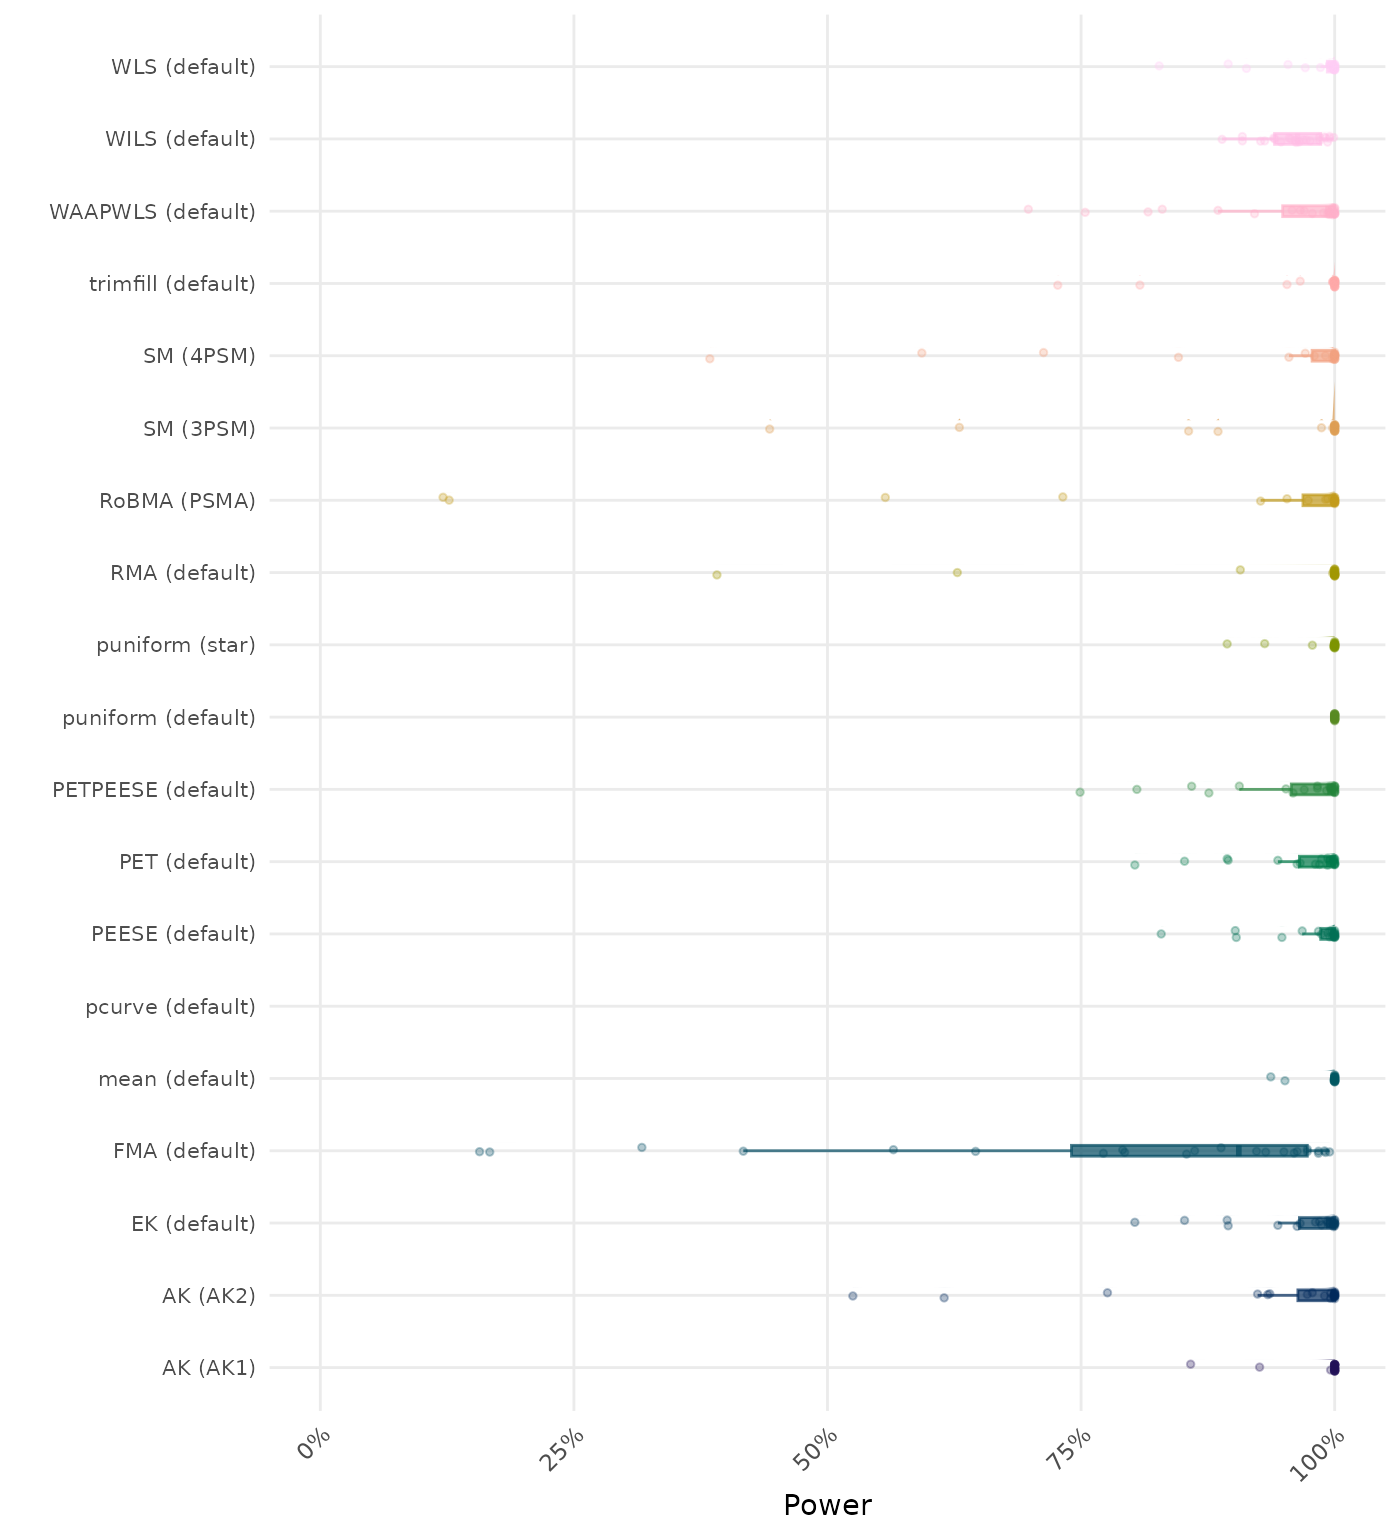 WLS (default)
WILS (default)
WAAPWLS (default)
trimfill (default)
SM (4PSM)
SM (3PSM)
RoBMA (PSMA)
RMA (default)
puniform (star)
puniform (default)
PETPEESE (default)
PET (default)
PEESE (default)
pcurve (default)
mean (default)
FMA (default)
EK (default)
AK (AK2)
AK (AK1)
0%
25%
50%
75%
100%
Power